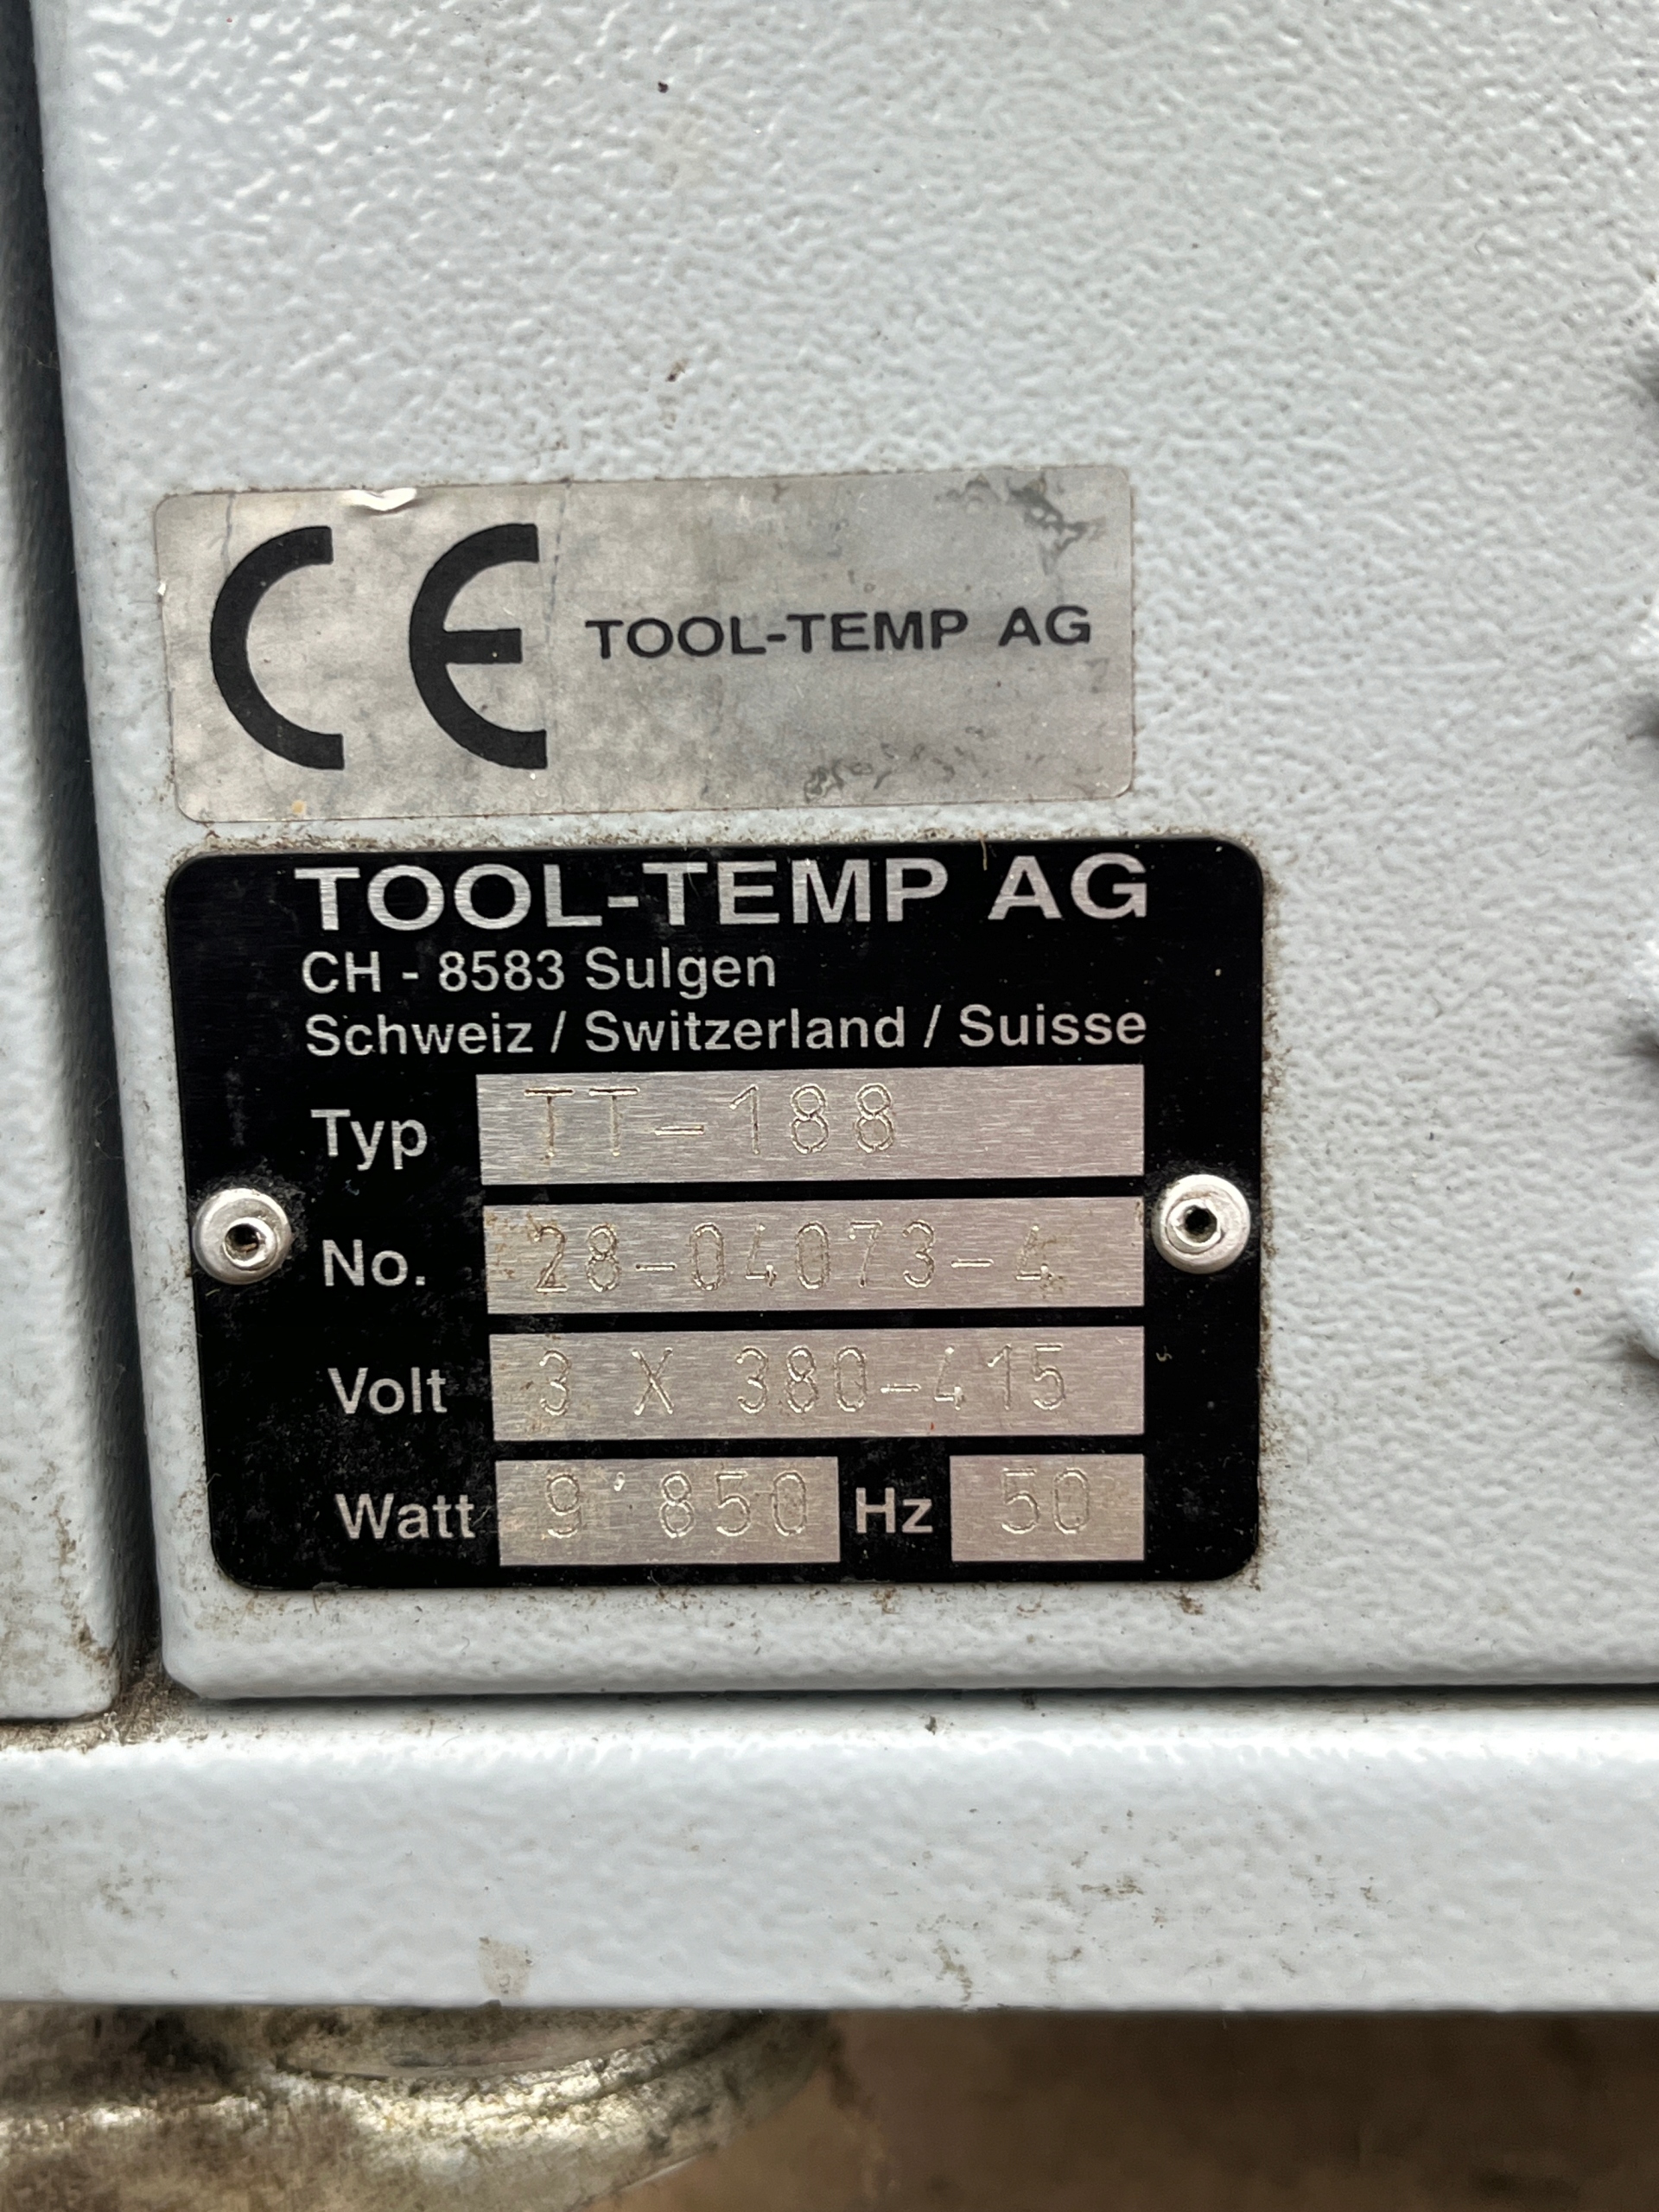 CE TOOL-TEMP AG
TOOL-TEMP AG
CH - 8583 Sulgen
Schweiz / Switzerland / Suisse
Typ TT-188
No. 28-04073-4
Volt 3 X 380-415
Watt 9'850 Hz 50